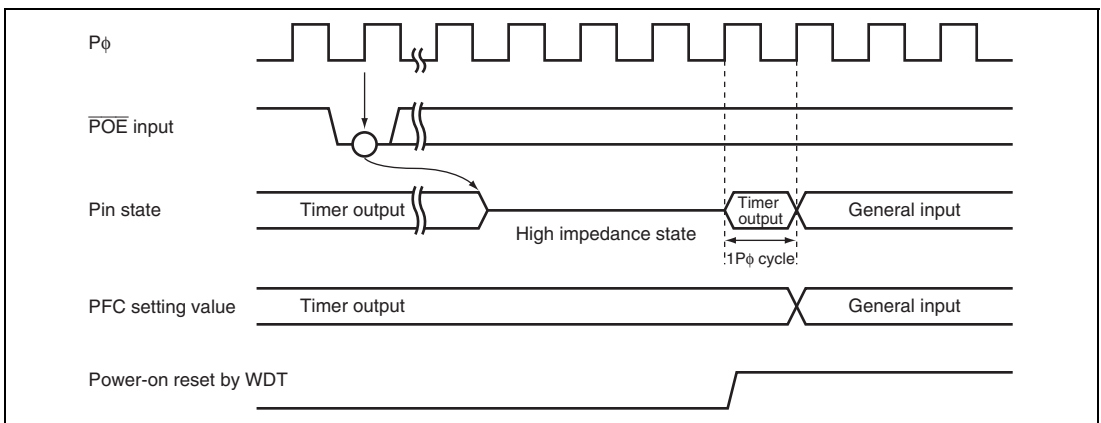 Pϕ
POE input
Pin state
Timer output
High impedance state
Timer
output
General input
1Pϕ cycle
PFC setting value
Timer output
General input
Power-on reset by WDT